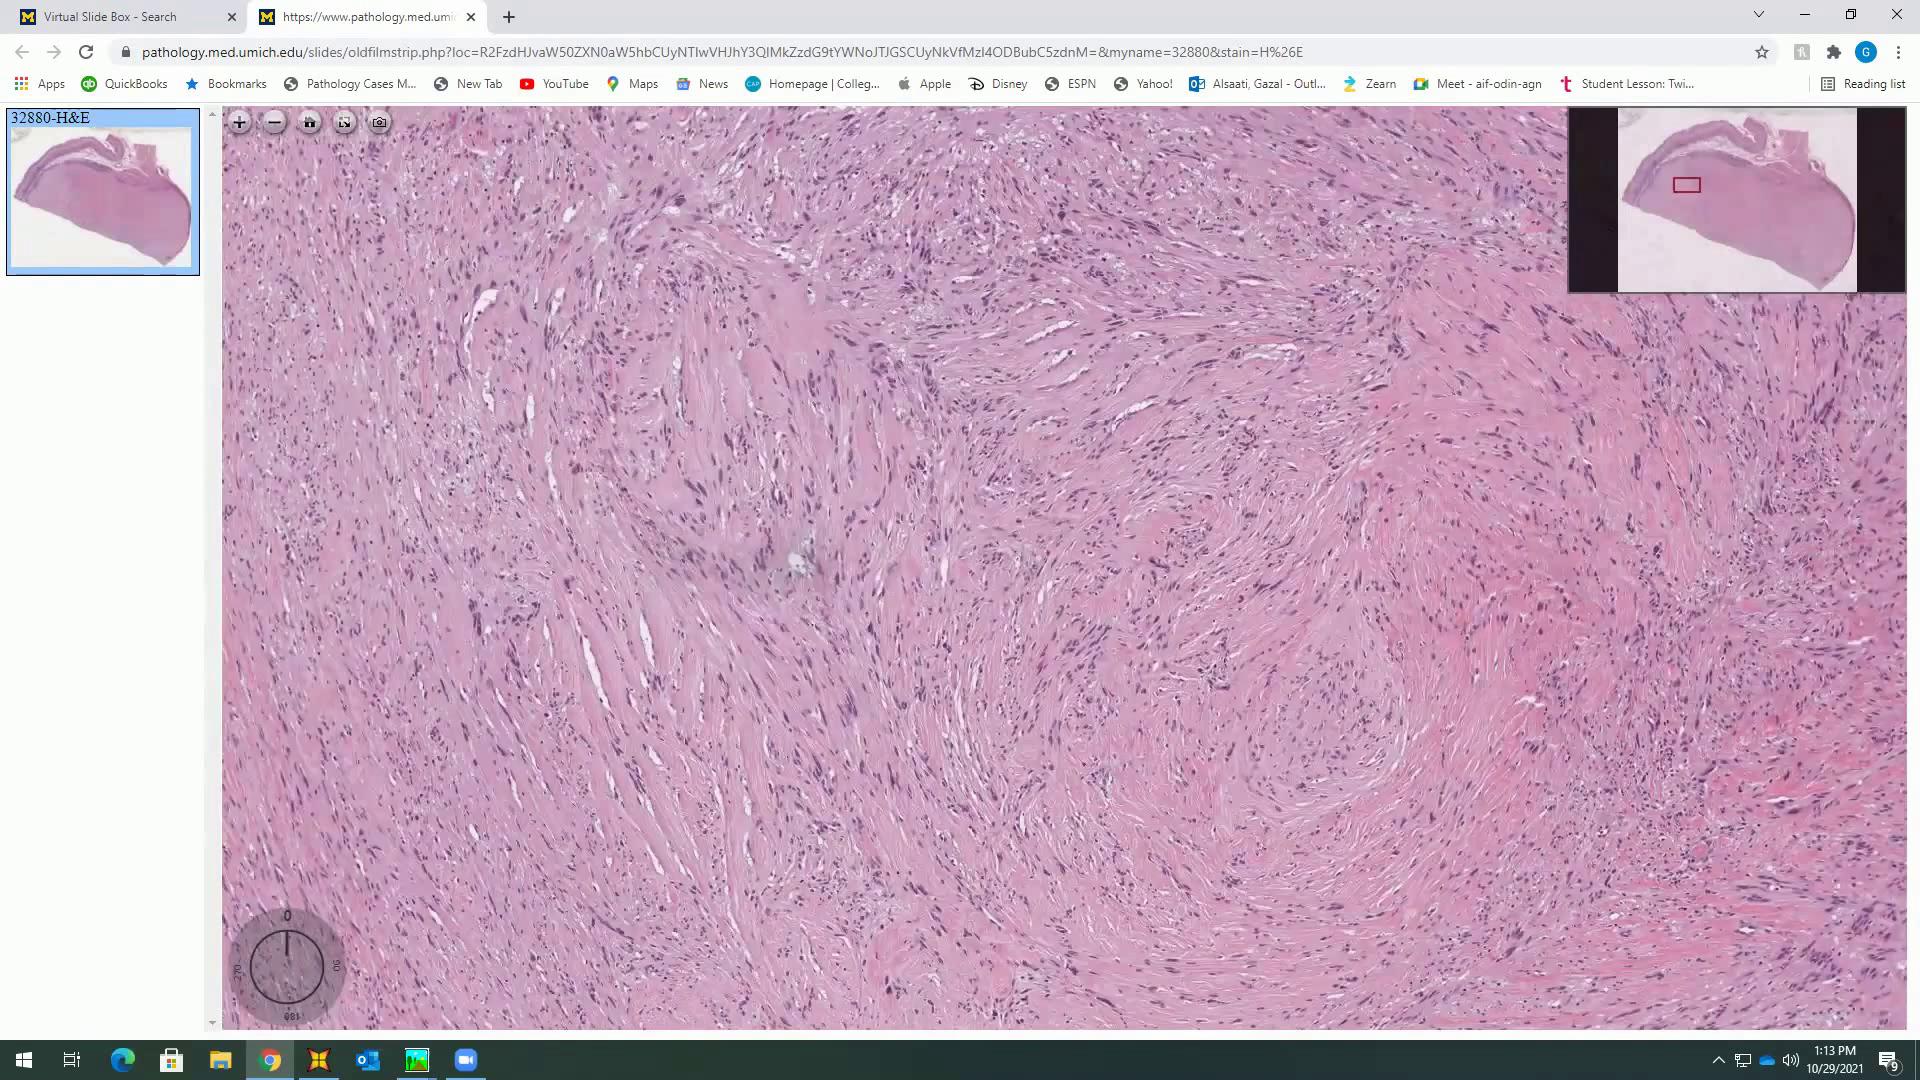 Virtual Slide Box - Search
https://www.pathology.med.umic
pathology.med.umich.edu/slides/oldfilmstrip.php?loc=R2FzdHJvaW50ZXN0aW5hbCUyNTIwVHJhY3QlMkZzdG9tYWNoJTJGSCUyNkVfMzI4ODBubC5zdnM=&myname=32880&stain=H%26E
Apps
QuickBooks
Bookmarks
Pathology Cases M...
New Tab
YouTube
Maps
News
Homepage | Colleg...
Apple
Disney
ESPN
Yahoo!
Alsaati, Gazal - Outl...
Zearn
Meet - aif-odin-agn
Student Lesson: Twi...
Reading list
G
32880-H&E
0
90
180
270
1:13 PM
10/29/2021
9